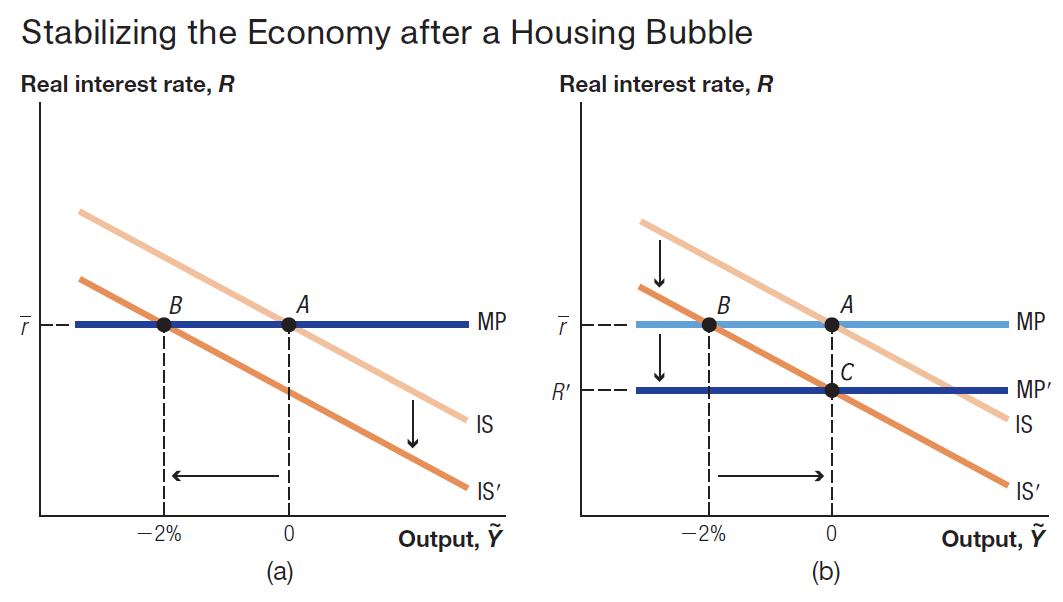 Stabilizing the Economy after a Housing Bubble
Real interest rate, R
B
A
r̅
MP
IS
IS′
−2%
0
Output, Ỹ
(a)
Real interest rate, R
B
A
r̅
MP
C
R′
MP′
IS
IS′
−2%
0
Output, Ỹ
(b)